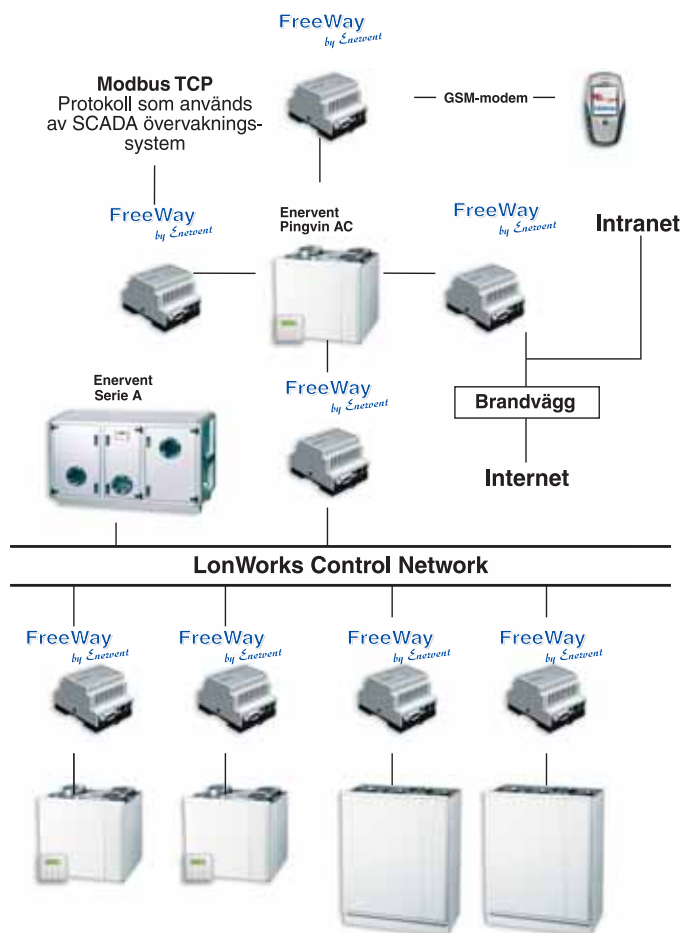 FreeWay
by Enervent
Modbus TCP
Protokoll som används
av SCADA övervaknings-
system
GSM-modem
FreeWay
by Enervent
Enervent
Pingvin AC
FreeWay
by Enervent
Intranet
Enervent
Serie A
FreeWay
by Enervent
Brandvägg
Internet
LonWorks Control Network
FreeWay
by Enervent
FreeWay
by Enervent
FreeWay
by Enervent
FreeWay
by Enervent